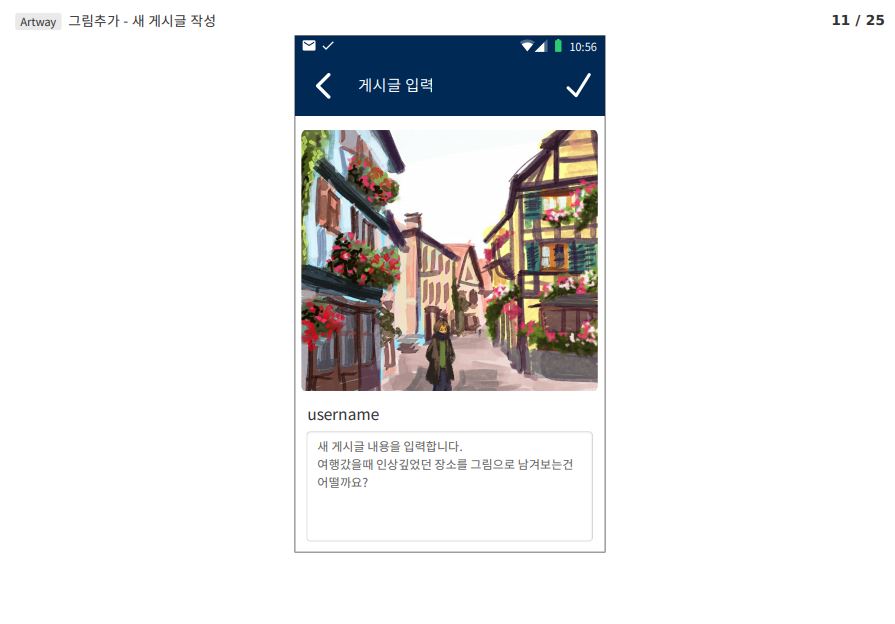 Artway 그림추가 - 새 게시글 작성
11 / 25
10:56
게시글 입력
username
새 게시글 내용을 입력합니다.
여행갔을때 인상깊었던 장소를 그림으로 남겨보는건
어떨까요?